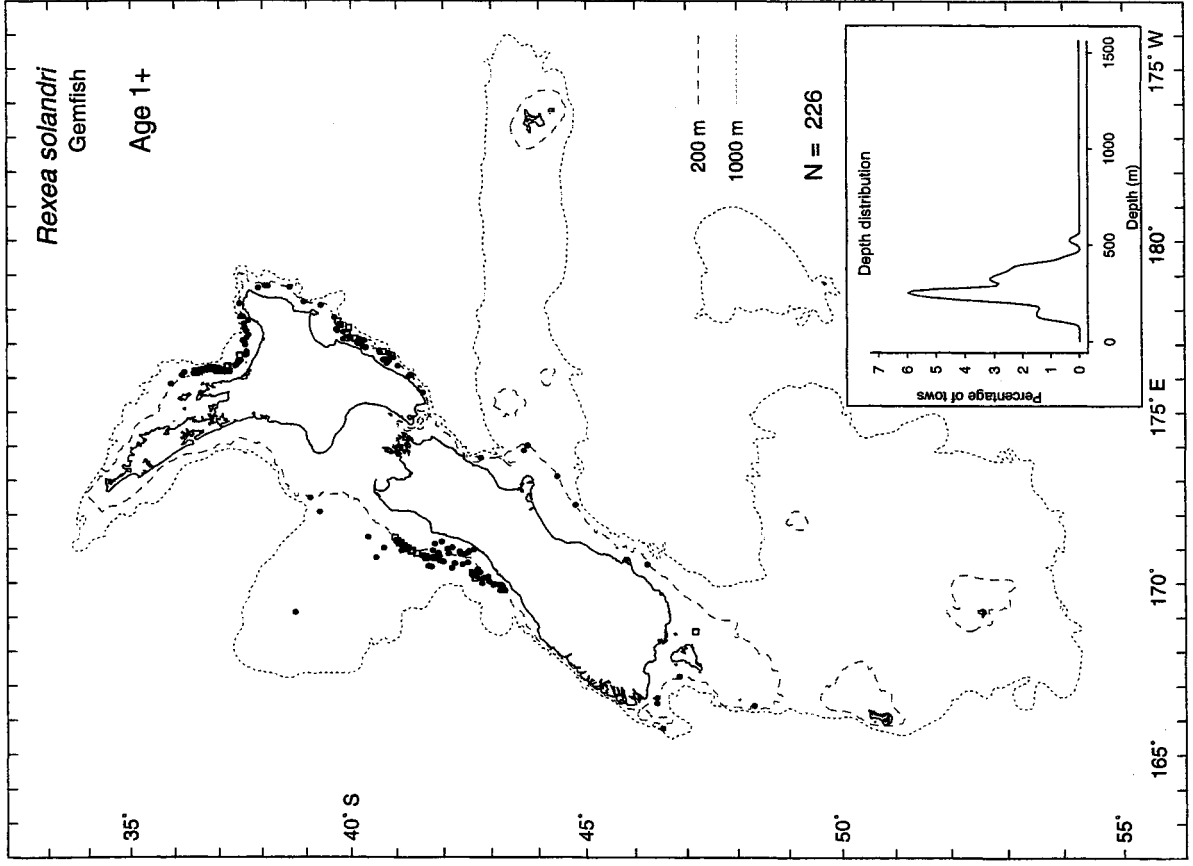 Rexea solandri
Gemfish
Age 1+
35°
40° S
45°
50°
55°
165°
170°
175° E
180°
175° W
200 m
1000 m
N = 226
Depth distribution
Percentage of tows
7
6
5
4
3
2
1
0
0
500
1000
1500
Depth (m)